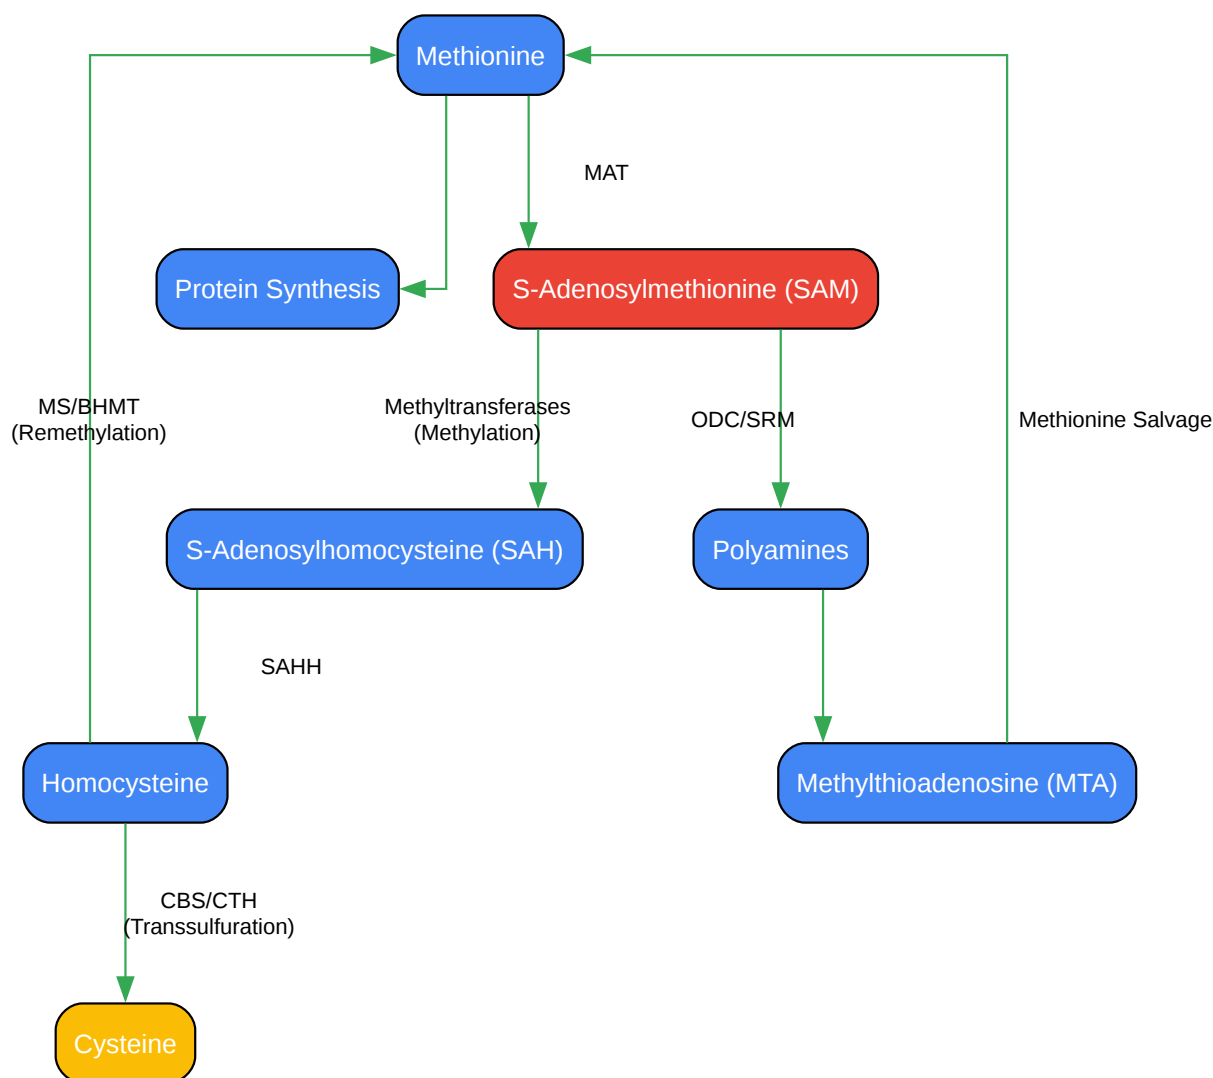 Methionine
MAT
Protein Synthesis
S-Adenosylmethionine (SAM)
MS/BHMT
(Remethylation)
Methyltransferases
(Methylation)
ODC/SRM
Methionine Salvage
S-Adenosylhomocysteine (SAH)
Polyamines
SAHH
Homocysteine
Methylthioadenosine (MTA)
CBS/CTH
(Transsulfuration)
Cysteine